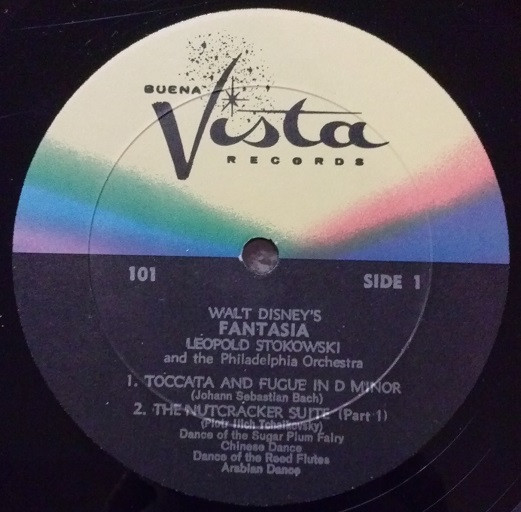 BUENA
Vista
RECORDS
101
SIDE 1
WALT DISNEY'S
FANTASIA
LEOPOLD STOKOWSKI
and the Philadelphia Orchestra
1. TOCCATA AND FUGUE IN D MINOR
(Johann Sebastian Bach)
2. THE NUTCRACKER SUITE (Part 1)
(Piotr Ilich Tchaikovsky)
Dance of the Sugar Plum Fairy
Chinese Dance
Dance of the Reed Flutes
Arabian Dance